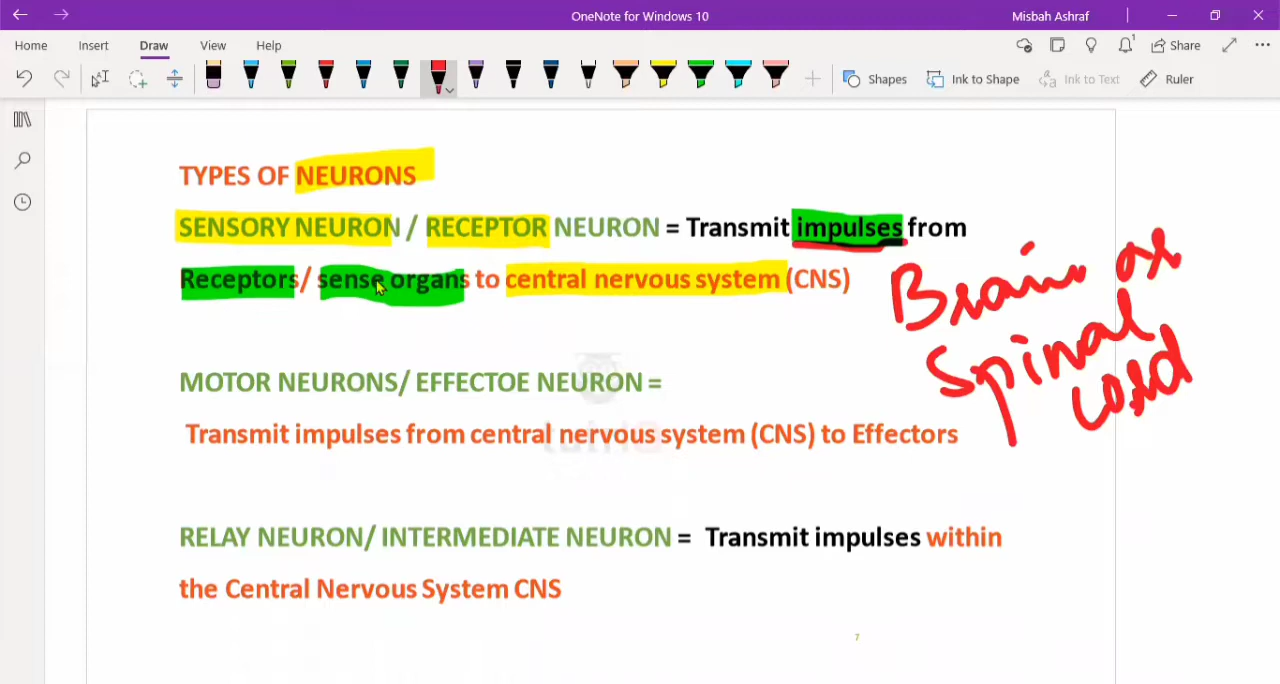 OneNote for Windows 10
Misbah Ashraf
Home Insert Draw View Help
Share
Shapes Ink to Shape Ink to Text Ruler
TYPES OF NEURONS
SENSORY NEURON / RECEPTOR NEURON = Transmit impulses from
Receptors/ sense organs to central nervous system (CNS)
Brain or
Spinal
cord
MOTOR NEURONS/ EFFECTOE NEURON =
Transmit impulses from central nervous system (CNS) to Effectors
RELAY NEURON/ INTERMEDIATE NEURON = Transmit impulses within
the Central Nervous System CNS
7